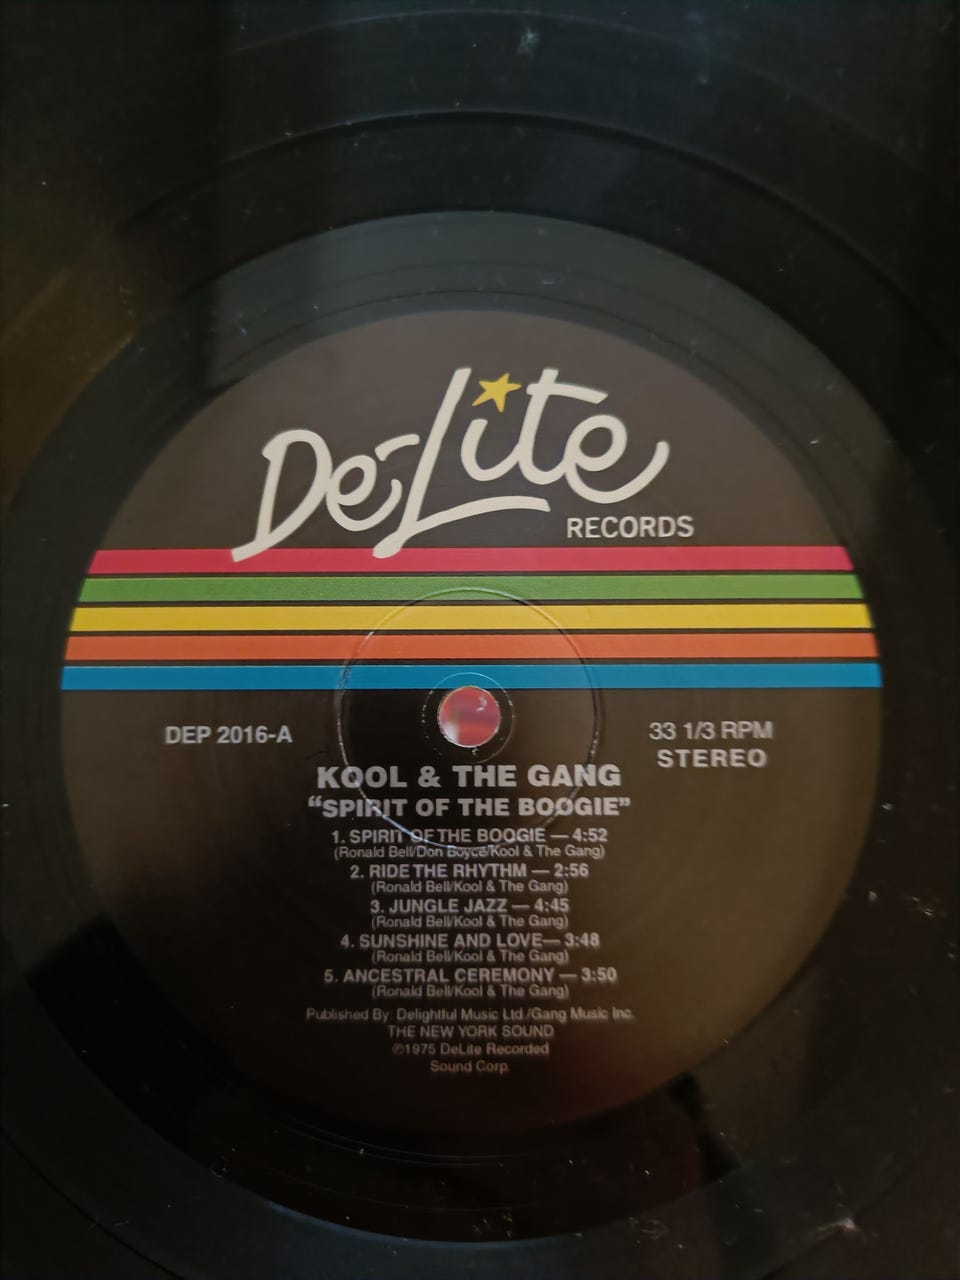 De-Lite
RECORDS
DEP 2016-A
33 1/3 RPM
STEREO
KOOL & THE GANG
“SPIRIT OF THE BOOGIE”
1. SPIRIT OF THE BOOGIE — 4:52
(Ronald Bell/Don Boyce/Kool & The Gang)
2. RIDE THE RHYTHM — 2:56
(Ronald Bell/Kool & The Gang)
3. JUNGLE JAZZ — 4:45
(Ronald Bell/Kool & The Gang)
4. SUNSHINE AND LOVE— 3:48
(Ronald Bell/Kool & The Gang)
5. ANCESTRAL CEREMONY — 3:50
(Ronald Bell/Kool & The Gang)
Published By: Delightful Music Ltd./Gang Music Inc.
THE NEW YORK SOUND
℗1975 DeLite Recorded
Sound Corp.